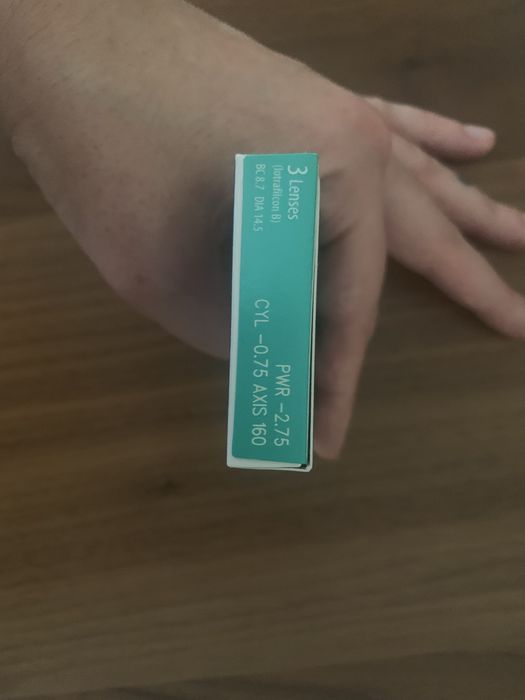 3 Lenses
(lotrafilcon B)
BC 8.7 DIA 14.5
PWR -2.75
CYL -0.75 AXIS 160